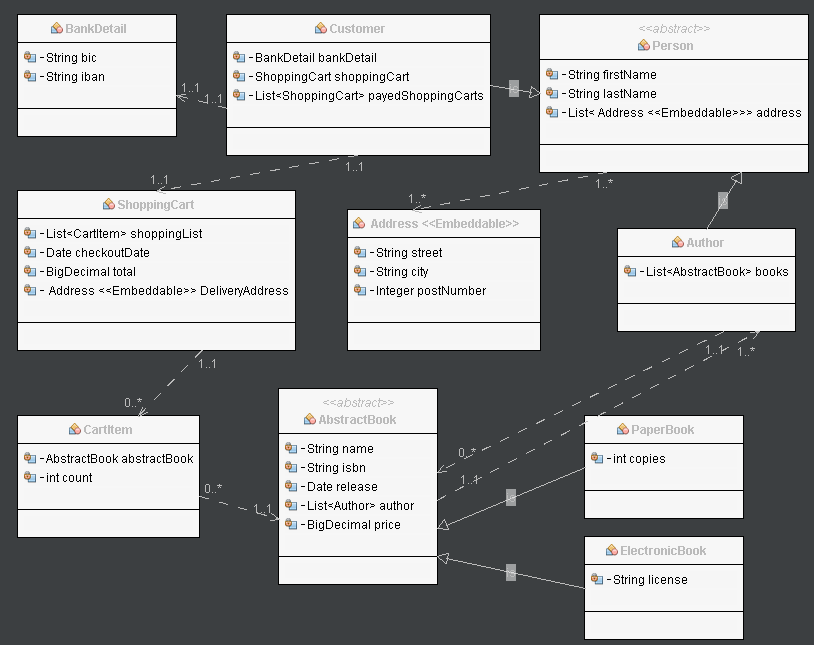 BankDetail
- String bic
- String iban
Customer
- BankDetail bankDetail
- ShoppingCart shoppingCart
- List<ShoppingCart> payedShoppingCarts
<<abstract>>
Person
- String firstName
- String lastName
- List< Address <<Embeddable>>> address
1..1
1..1
1..1
1..1
1..*
1..*
ShoppingCart
- List<CartItem> shoppingList
- Date checkoutDate
- BigDecimal total
- Address <<Embeddable>> DeliveryAddress
Address <<Embeddable>>
- String street
- String city
- Integer postNumber
Author
- List<AbstractBook> books
1..1
0..*
1..1
1..*
CartItem
- AbstractBook abstractBook
- int count
<<abstract>>
AbstractBook
- String name
- String isbn
- Date release
- List<Author> author
- BigDecimal price
0..*
1..1
0..*
1..1
PaperBook
- int copies
ElectronicBook
- String license